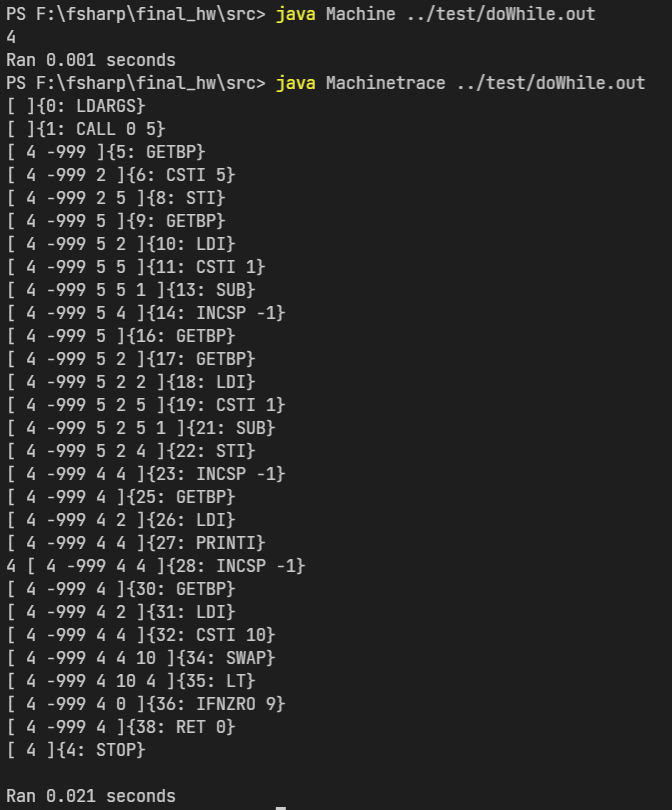 PS F:\fsharp\final_hw\src> java Machine ../test/doWhile.out
4
Ran 0.001 seconds
PS F:\fsharp\final_hw\src> java Machinetrace ../test/doWhile.out
[ ]{0: LDARGS}
[ ]{1: CALL 0 5}
[ 4 -999 ]{5: GETBP}
[ 4 -999 2 ]{6: CSTI 5}
[ 4 -999 2 5 ]{8: STI}
[ 4 -999 5 ]{9: GETBP}
[ 4 -999 5 2 ]{10: LDI}
[ 4 -999 5 5 ]{11: CSTI 1}
[ 4 -999 5 5 1 ]{13: SUB}
[ 4 -999 5 4 ]{14: INCSP -1}
[ 4 -999 5 ]{16: GETBP}
[ 4 -999 5 2 ]{17: GETBP}
[ 4 -999 5 2 2 ]{18: LDI}
[ 4 -999 5 2 5 ]{19: CSTI 1}
[ 4 -999 5 2 5 1 ]{21: SUB}
[ 4 -999 5 2 4 ]{22: STI}
[ 4 -999 4 4 ]{23: INCSP -1}
[ 4 -999 4 ]{25: GETBP}
[ 4 -999 4 2 ]{26: LDI}
[ 4 -999 4 4 ]{27: PRINTI}
4 [ 4 -999 4 4 ]{28: INCSP -1}
[ 4 -999 4 ]{30: GETBP}
[ 4 -999 4 2 ]{31: LDI}
[ 4 -999 4 4 ]{32: CSTI 10}
[ 4 -999 4 4 10 ]{34: SWAP}
[ 4 -999 4 10 4 ]{35: LT}
[ 4 -999 4 0 ]{36: IFNZRO 9}
[ 4 -999 4 ]{38: RET 0}
[ 4 ]{4: STOP}
Ran 0.021 seconds